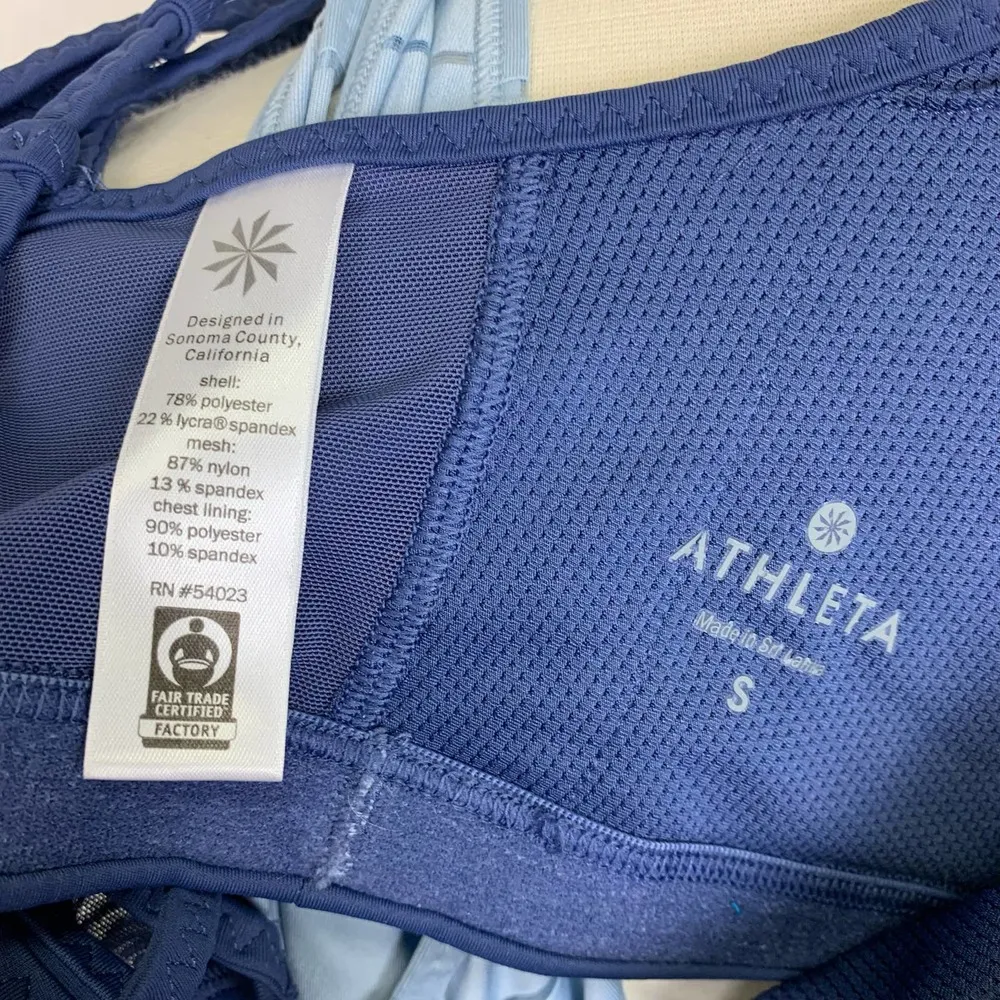 Designed in
Sonoma County,
California
shell:
78% polyester
22 % lycra® spandex
mesh:
87% nylon
13 % spandex
chest lining:
90% polyester
10% spandex
RN #54023
FAIR TRADE
CERTIFIED
FACTORY
ATHLETA
Made in Sri Lanka
S